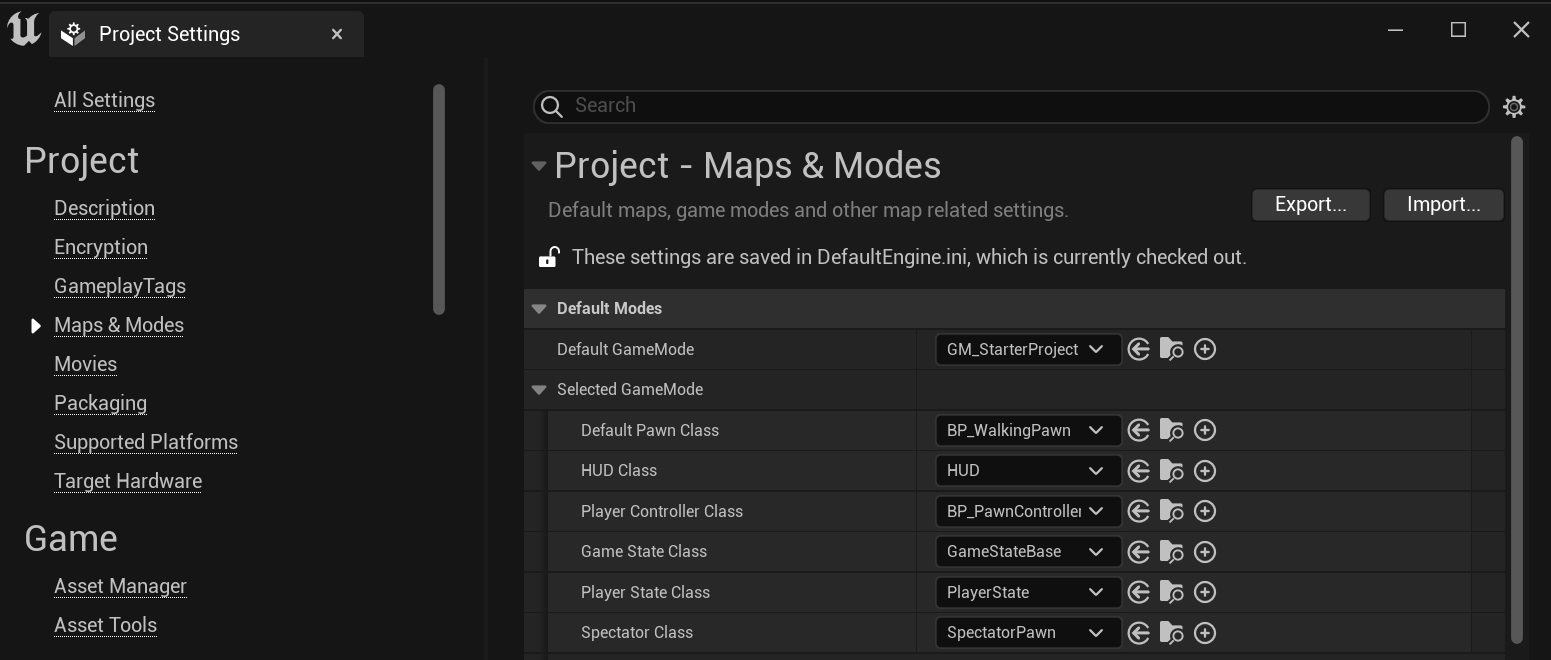 Project Settings
All Settings
Project
Description
Encryption
GameplayTags
Maps & Modes
Movies
Packaging
Supported Platforms
Target Hardware
Game
Asset Manager
Asset Tools
Search
Project - Maps & Modes
Default maps, game modes and other map related settings.
Export...
Import...
These settings are saved in DefaultEngine.ini, which is currently checked out.
Default Modes
Default GameMode GM_StarterProject
Selected GameMode
Default Pawn Class BP_WalkingPawn
HUD Class HUD
Player Controller Class BP_PawnController
Game State Class GameStateBase
Player State Class PlayerState
Spectator Class SpectatorPawn